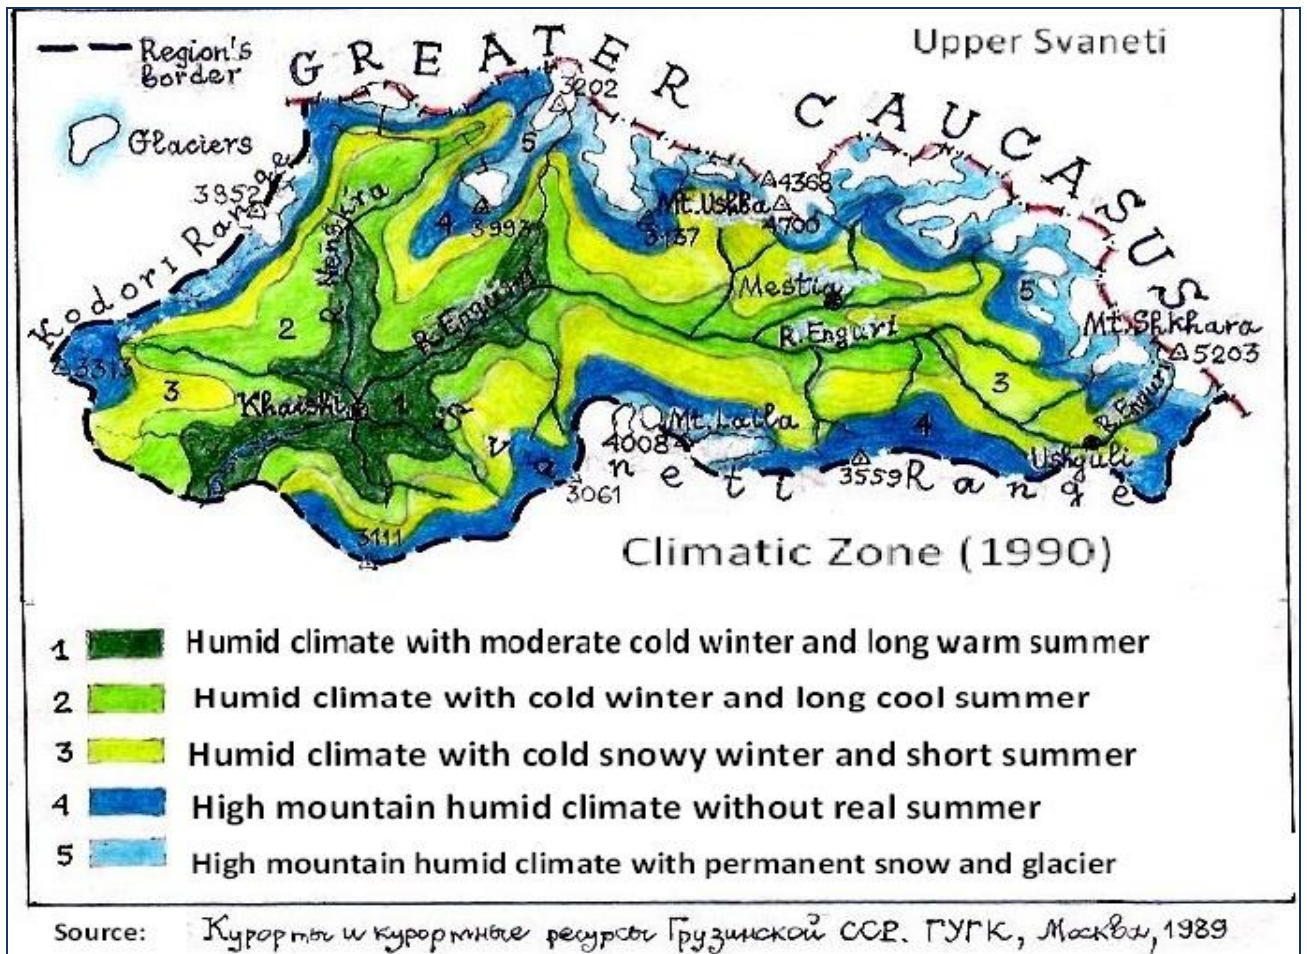 Upper Svaneti
Region's
border
Glaciers
GREATER CAUCASUS
3202
Kodori Range
3952
4368
Mt. Ushba
4700
3137
3993
4
5
R. Nenskra
R. Enguri
Mestia
R. Enguri
5
Mt. Shkhara
5203
3313
2
3
Khaishi
1
3
R. Enguri
Mt. Laila
4008
4
Ushguli
Svaneti Range
3061
3559
3111
Climatic Zone (1990)
1 Humid climate with moderate cold winter and long warm summer
2 Humid climate with cold winter and long cool summer
3 Humid climate with cold snowy winter and short summer
4 High mountain humid climate without real summer
5 High mountain humid climate with permanent snow and glacier
Source: Курорты и курортные ресурсы Грузинской ССР. ГУГК, Москва, 1989